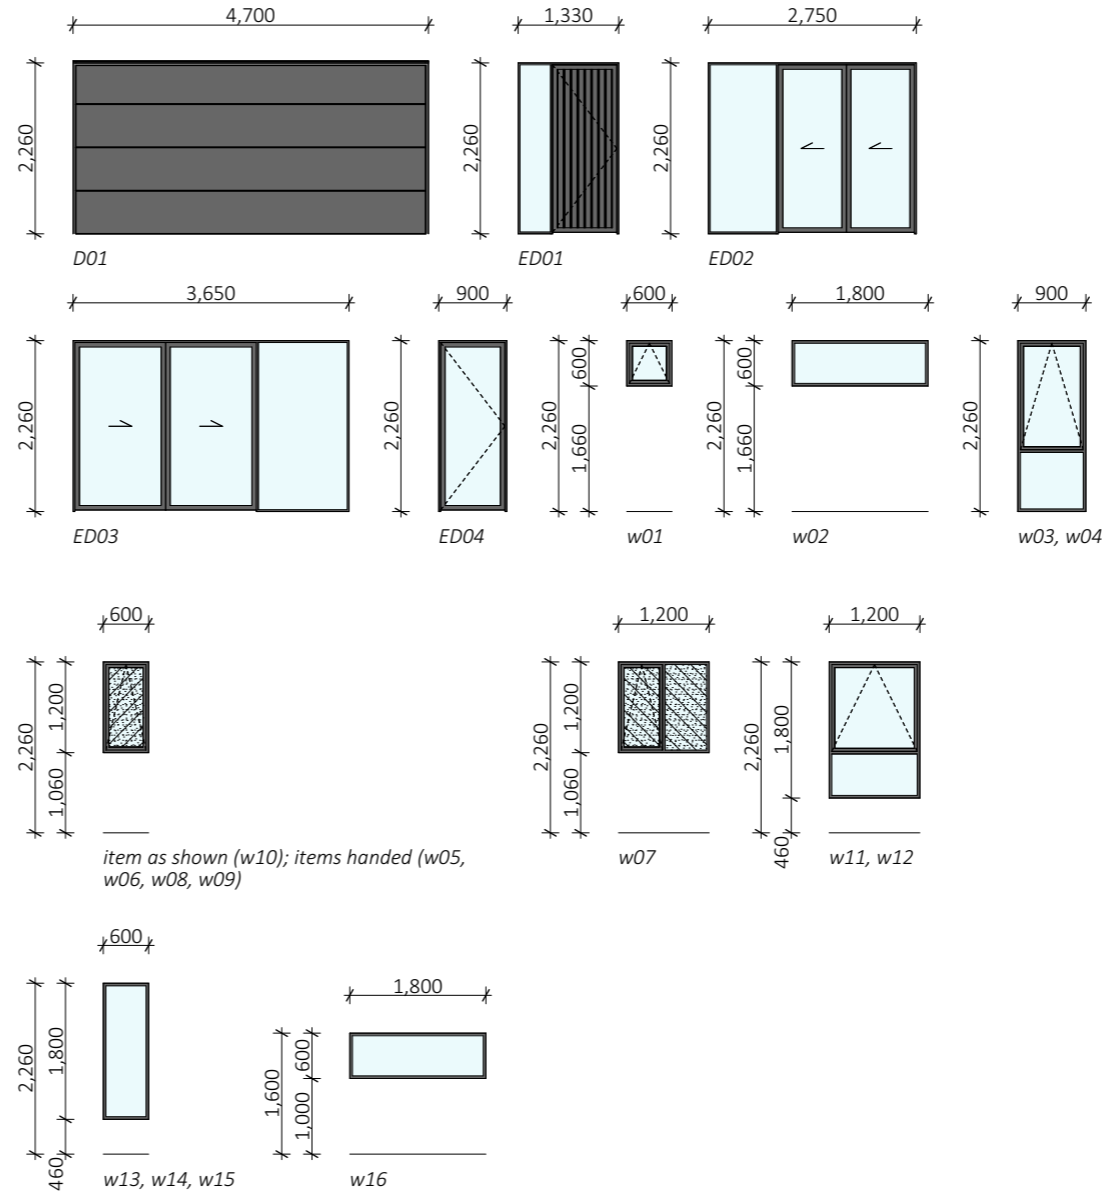 4,700
1,330
2,750
2,260
2,260
2,260
D01
ED01
ED02
3,650
900
600
1,800
900
2,260
2,260
2,260
600
1,660
2,260
600
1,660
2,260
ED03
ED04
w01
w02
w03, w04
600
1,200
1,200
2,260
1,200
1,060
2,260
1,200
1,060
2,260
1,800
460
item as shown (w10); items handed (w05,
w06, w08, w09)
w07
w11, w12
600
1,800
2,260
1,800
460
1,600
600
1,000
w13, w14, w15
w16